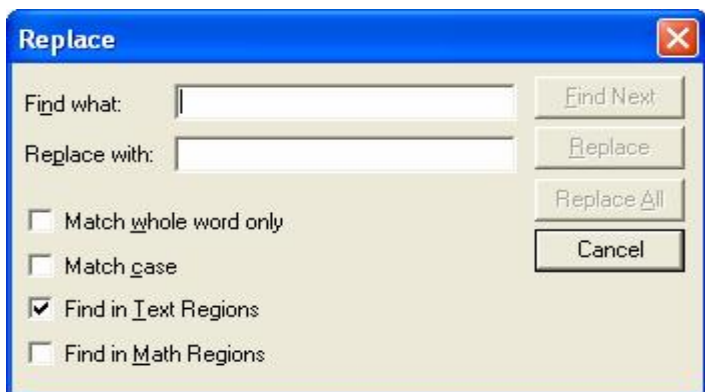 Replace
Find what:
Find Next
Replace with:
Replace
Replace All
Match whole word only
Cancel
Match case
Find in Text Regions
Find in Math Regions